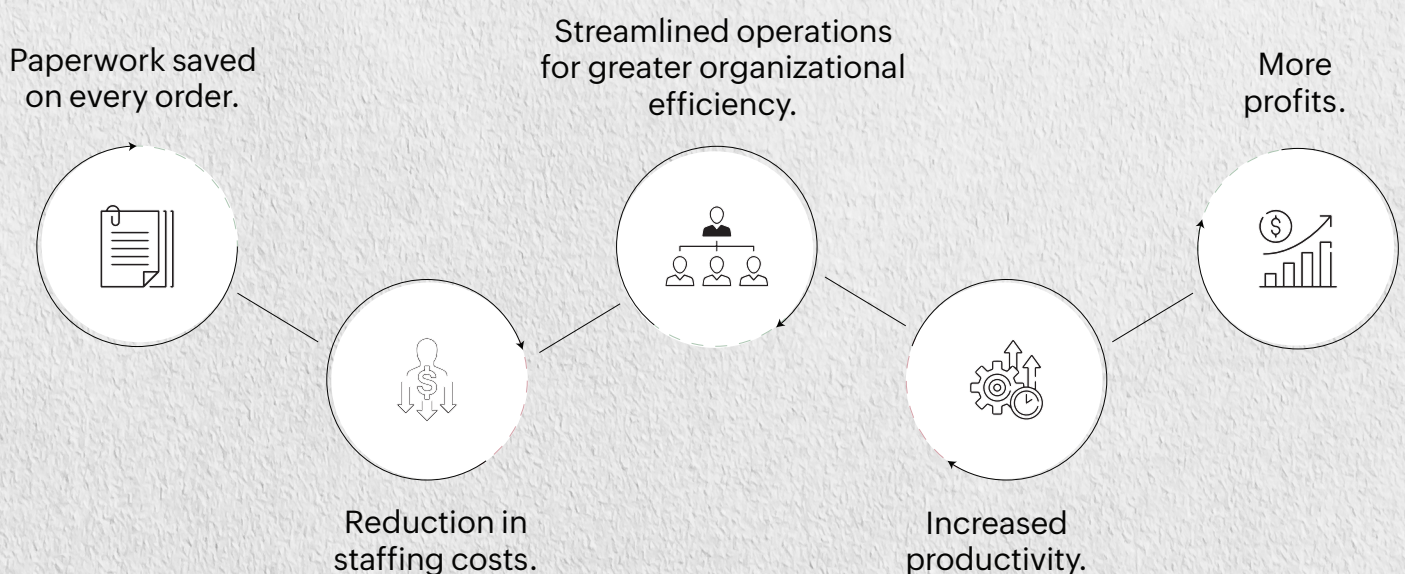 Paperwork saved
on every order.
Reduction in
staffing costs.
Streamlined operations
for greater organizational
efficiency.
Increased
productivity.
More
profits.